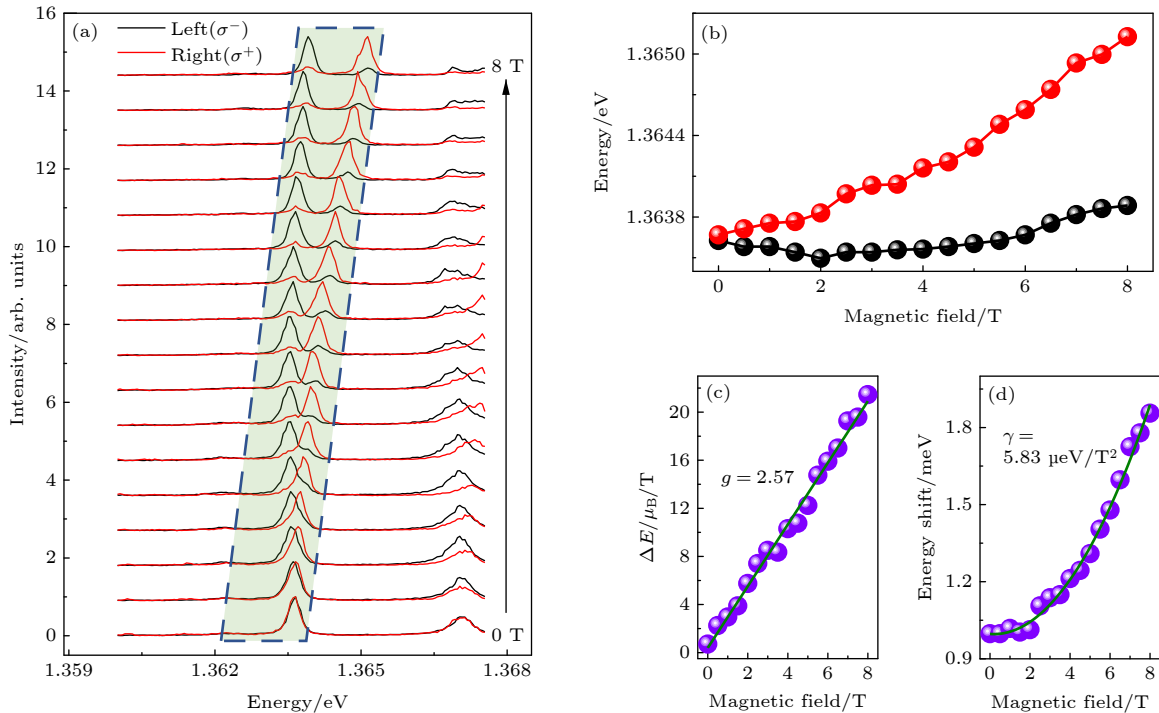 (a)
Left(σ⁻)
Right(σ⁺)
8 T
0 T
16
14
12
10
8
6
4
2
0
Intensity/arb. units
1.359
1.362
1.365
1.368
Energy/eV
(b)
1.3650
1.3644
1.3638
Energy/eV
0
2
4
6
8
Magnetic field/T
(c)
g = 2.57
20
16
12
8
4
0
ΔE/μ_B/T
0
2
4
6
8
Magnetic field/T
(d)
γ =
5.83 µeV/T²
1.8
1.5
1.2
0.9
Energy shift/meV
0
2
4
6
8
Magnetic field/T